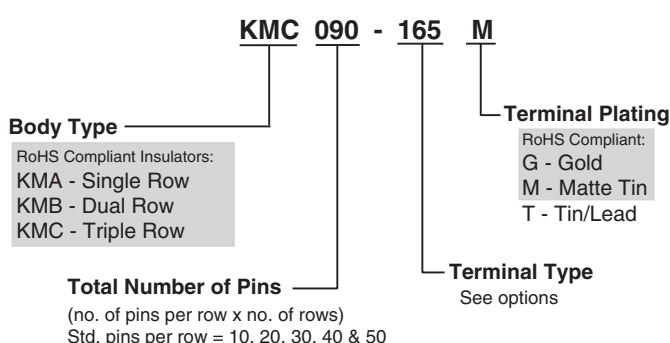 KMC 090 - 165 M
Body Type
RoHS Compliant Insulators:
KMA - Single Row
KMB - Dual Row
KMC - Triple Row
Terminal Plating
RoHS Compliant:
G - Gold
M - Matte Tin
T - Tin/Lead
Total Number of Pins
(no. of pins per row x no. of rows)
Std. pins per row = 10, 20, 30, 40 & 50
Terminal Type
See options